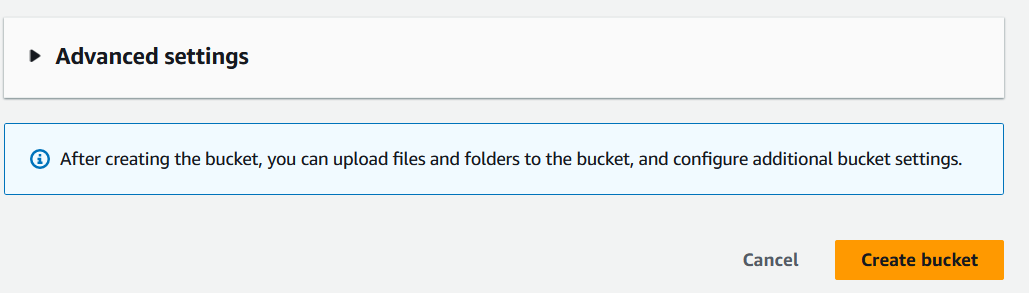 Advanced settings
After creating the bucket, you can upload files and folders to the bucket, and configure additional bucket settings.
Cancel
Create bucket